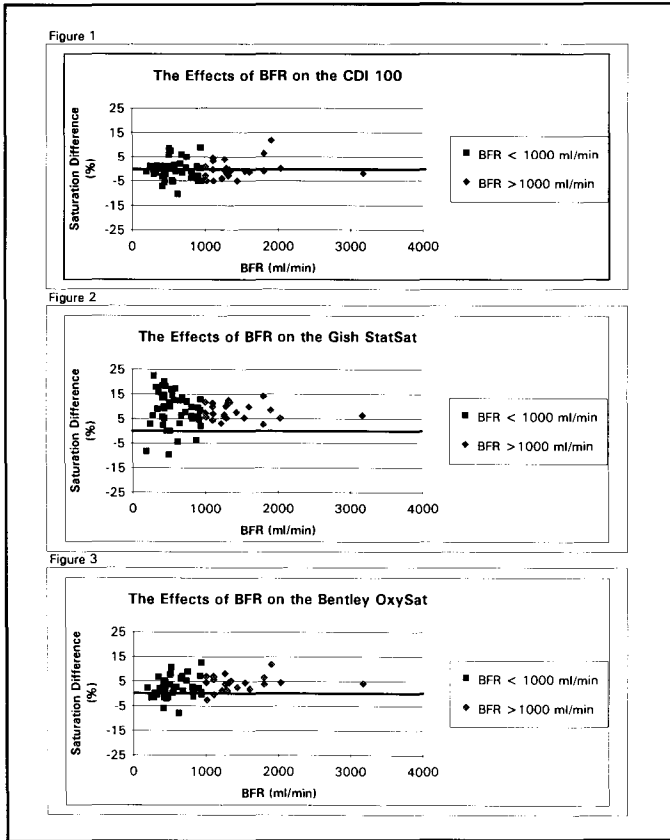 Figure 1
The Effects of BFR on the CDI 100
Saturation Difference
(%)
25
15
5
-5
-15
-25
0
1000
2000
3000
4000
BFR (ml/min)
BFR < 1000 ml/min
BFR > 1000 ml/min
Figure 2
The Effects of BFR on the Gish StatSat
Saturation Difference
(%)
25
15
5
-5
-15
-25
0
1000
2000
3000
4000
BFR (ml/min)
BFR < 1000 ml/min
BFR > 1000 ml/min
Figure 3
The Effects of BFR on the Bentley OxySat
Saturation Difference
(%)
25
15
5
-5
-15
-25
0
1000
2000
3000
4000
BFR (ml/min)
BFR < 1000 ml/min
BFR > 1000 ml/min